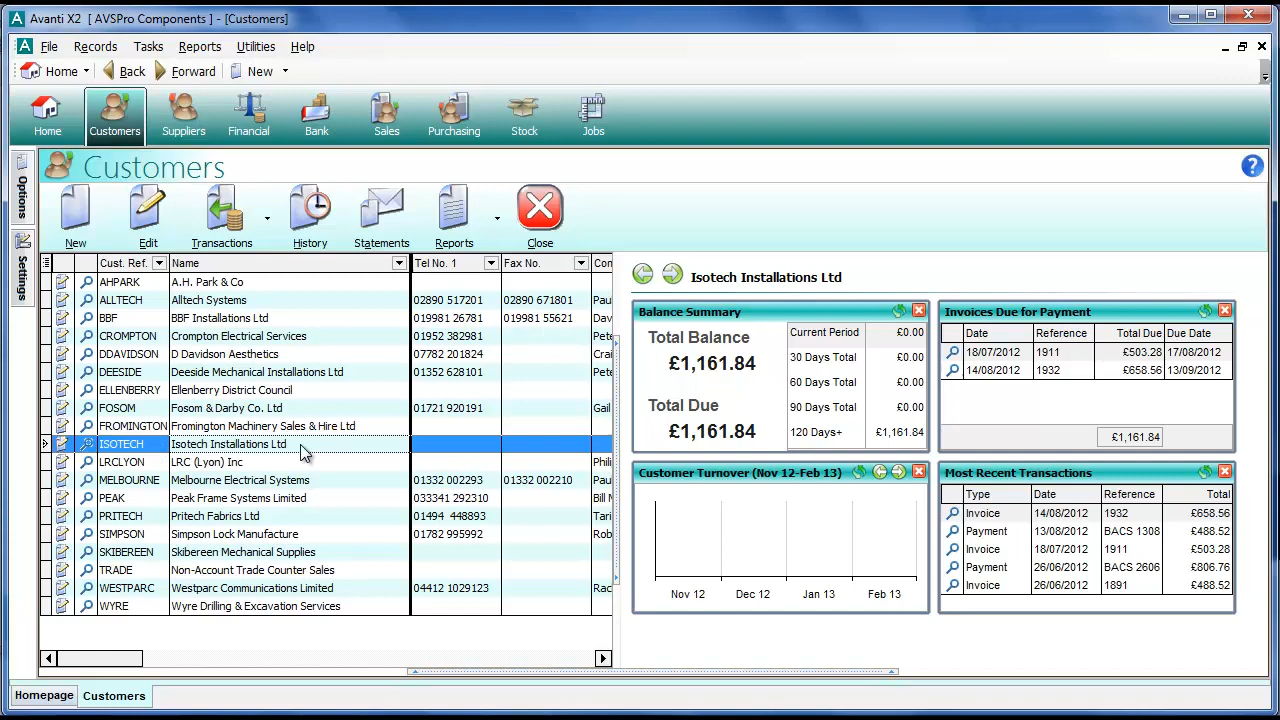 Avanti X2 [ AVSPro Components ] - [Customers]
File Records Tasks Reports Utilities Help
Home Back Forward New
Home Customers Suppliers Financial Bank Sales Purchasing Stock Jobs
Options
Settings
Customers
New Edit Transactions History Statements Reports Close
Cust. Ref. Name Tel No. 1 Fax No. Con
AHPARK A.H. Park & Co
ALLTECH Alltech Systems 02890 517201 02890 671801 Pau
BBF BBF Installations Ltd 019981 26781 019981 55621 Davi
CROMPTON Crompton Electrical Services 01952 382981 Pete
DDAVIDSON D Davidson Aesthetics 07782 201824 Crai
DEESIDE Deeside Mechanical Installations Ltd 01352 628101 Pete
ELLENBERRY Ellenberry District Council
FOSOM Fosom & Darby Co. Ltd 01721 920191 Gail
FROMINGTON Fromington Machinery Sales & Hire Ltd
ISOTECH Isotech Installations Ltd
LRCLYON LRC (Lyon) Inc Phili
MELBOURNE Melbourne Electrical Systems 01332 002298 01332 002210 Pau
PEAK Peak Frame Systems Limited 033341 292310 Bill M
PRITECH Pritech Fabrics Ltd 01494 448893 Tari
SIMPSON Simpson Lock Manufacture 01782 995992 Rob
SKIBEREEN Skibereen Mechanical Supplies
TRADE Non-Account Trade Counter Sales
WESTPARC Westparc Communications Limited 04412 1029123 Rac
WYRE Wyre Drilling & Excavation Services
Isotech Installations Ltd
Balance Summary
Total Balance
£1,161.84
Total Due
£1,161.84
Current Period £0.00
30 Days Total £0.00
60 Days Total £0.00
90 Days Total £0.00
120 Days+ £1,161.84
Invoices Due for Payment
Date Reference Total Due Due Date
18/07/2012 1911 £503.28 17/08/2012
14/08/2012 1932 £658.56 13/09/2012
£1,161.84
Customer Turnover (Nov 12-Feb 13)
Nov 12 Dec 12 Jan 13 Feb 13
Most Recent Transactions
Type Date Reference Total
Invoice 14/08/2012 1932 £658.56
Payment 13/08/2012 BACS 1308 £488.52
Invoice 18/07/2012 1911 £503.28
Payment 26/06/2012 BACS 2606 £806.76
Invoice 26/06/2012 1891 £488.52
Homepage Customers